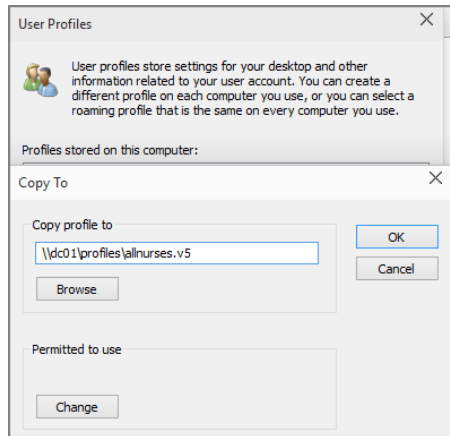 User Profiles
User profiles store settings for your desktop and other
information related to your user account. You can create a
different profile on each computer you use, or you can select a
roaming profile that is the same on every computer you use.
Profiles stored on this computer:
Copy To
Copy profile to
\\dc01\profiles\allnurses.v5
OK
Browse
Cancel
Permitted to use
Change